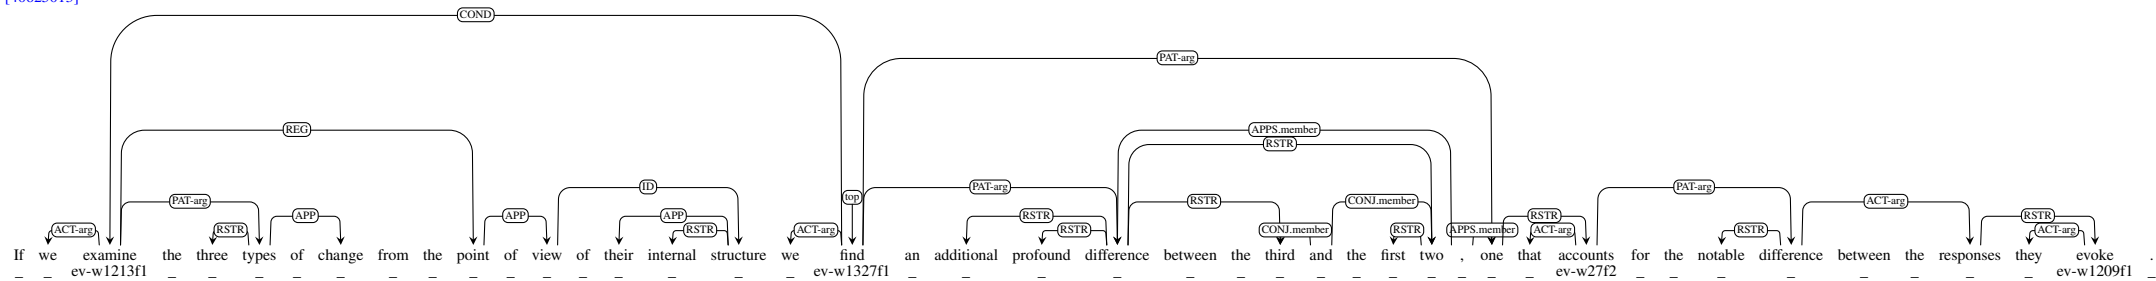 COND
PAT-arg
REG APPS.member
RSTR
ID top PAT-arg PAT-arg
PAT-arg RSTR CONJ.member ACT-arg
APP APP APP RSTR RSTR RSTR
ACT-arg RSTR RSTR ACT-arg RSTR CONJ.member RSTR APPS.member ACT-arg RSTR ACT-arg
If we examine the three types of change from the point of view of their internal structure we find an additional profound difference between the third and the first two , one that accounts for the notable difference between the responses they evoke .
_ _ ev-w1213f1 _ _ _ _ _ _ _ _ _ _ _ _ _ _ _ ev-w1327f1 _ _ _ _ _ _ _ _ _ _ _ _ _ _ ev-w27f2 _ _ _ _ _ _ _ _ ev-w1209f1 _